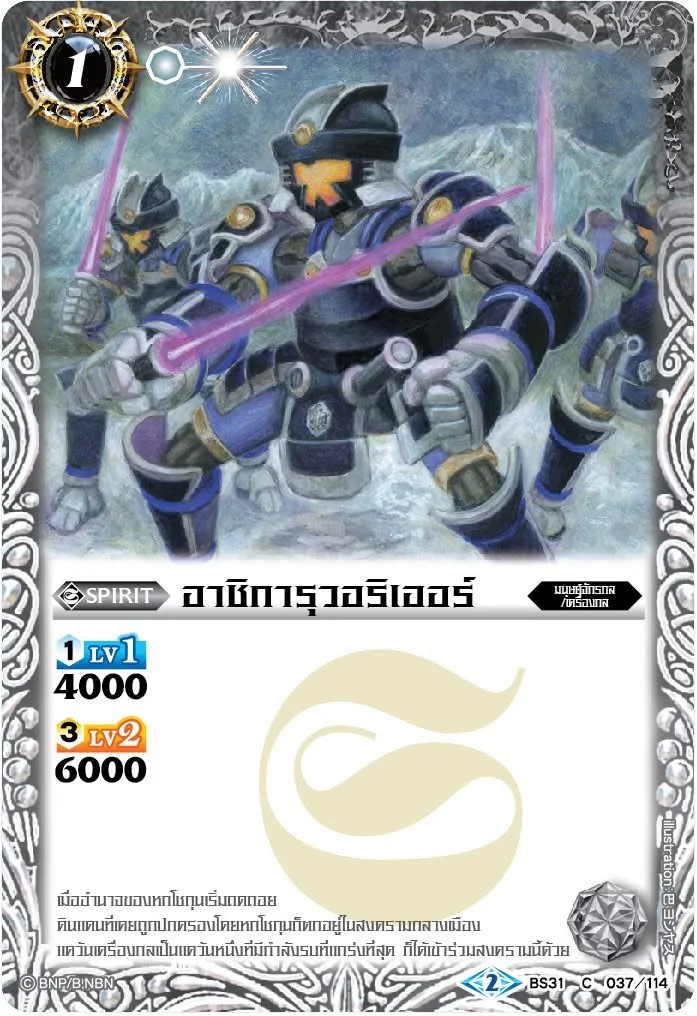 1
SPIRIT
อาชิการุวอริเออร์
มนุษย์จักรกล
/เครื่องกล
1 LV1
4000
3 LV2
6000
เมื่ออำนาจของหกโชกุนเริ่มถดถอย
ดินแดนที่เคยถูกปกครองโดยหกโชกุนก็ตกอยู่ในสงครามกลางเมือง
แคว้นเครื่องกลเป็นแคว้นหนึ่งที่มีกำลังรบที่แกร่งที่สุด ก็ได้เข้าร่วมสงครามนี้ด้วย
©BNP/B!NBN
2
BS31 C 037/114